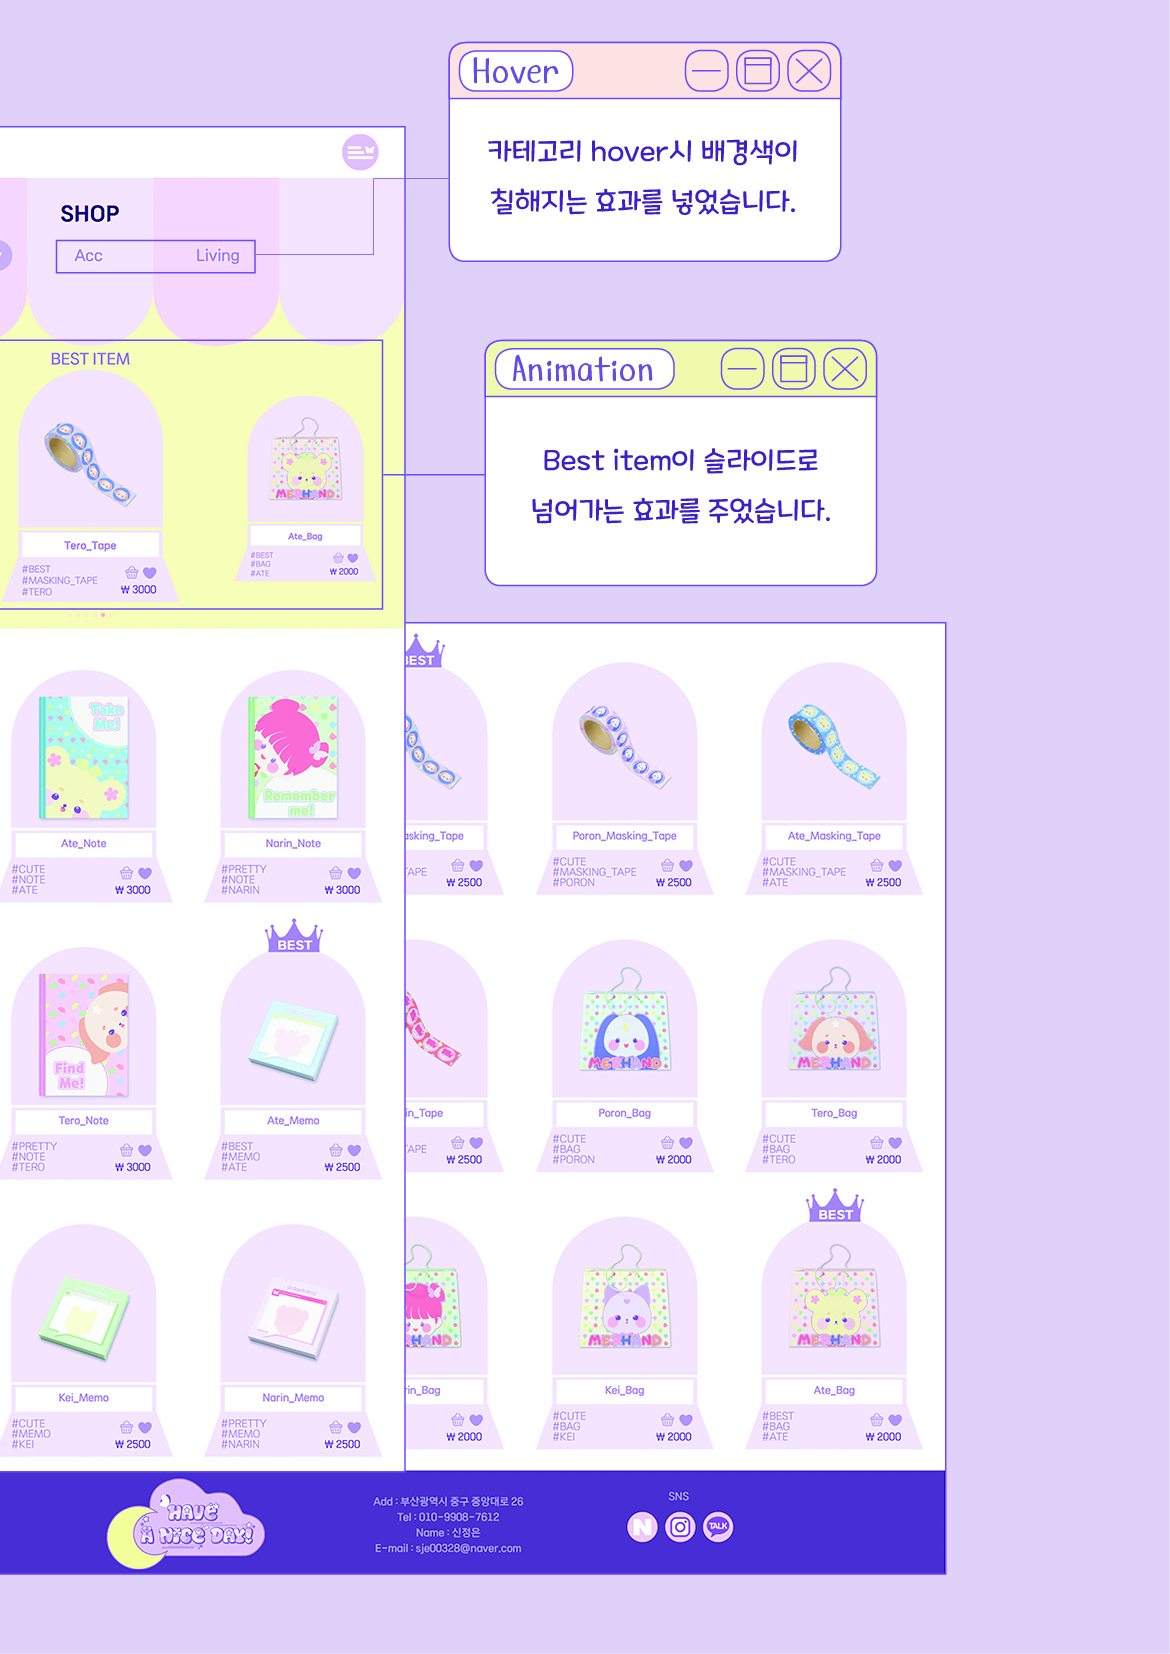 Hover
카테고리 hover시 배경색이
칠해지는 효과를 넣었습니다.
SHOP
Acc
Living
Animation
Best item이 슬라이드로
넘어가는 효과를 주었습니다.
BEST ITEM
MERHAND
Tero_Tape
#BEST
#MASKING_TAPE
#TERO
₩ 3000
Ate_Bag
#BEST
#BAG
#ATE
₩ 2000
Take
Me!
Ate_Note
#CUTE
#NOTE
#ATE
₩ 3000
Remember
me!
Narin_Note
#PRETTY
#NOTE
#NARIN
₩ 3000
BEST
asking_Tape
TAPE
₩ 2500
Poron_Masking_Tape
#CUTE
#MASKING_TAPE
#PORON
₩ 2500
Ate_Masking_Tape
#CUTE
#MASKING_TAPE
#ATE
₩ 2500
Find
Me!
Tero_Note
#PRETTY
#NOTE
#TERO
₩ 3000
BEST
Ate_Memo
#BEST
#MEMO
#ATE
₩ 2500
in_Tape
TAPE
₩ 2500
MERHAND
Poron_Bag
#CUTE
#BAG
#PORON
₩ 2000
MERHAND
Tero_Bag
#CUTE
#BAG
#TERO
₩ 2000
Kei_Memo
#CUTE
#MEMO
#KEI
₩ 2500
Narin_Memo
#PRETTY
#MEMO
#NARIN
₩ 2500
HAND
rin_Bag
₩ 2000
MERHAND
Kei_Bag
#CUTE
#BAG
#KEI
₩ 2000
BEST
MERHAND
Ate_Bag
#BEST
#BAG
#ATE
₩ 2000
HAVE
A NICE DAY!
Add : 부산광역시 중구 중앙대로 26
Tel : 010-9908-7612
Name : 신정은
E-mail : sje00328@naver.com
SNS
N
TALK